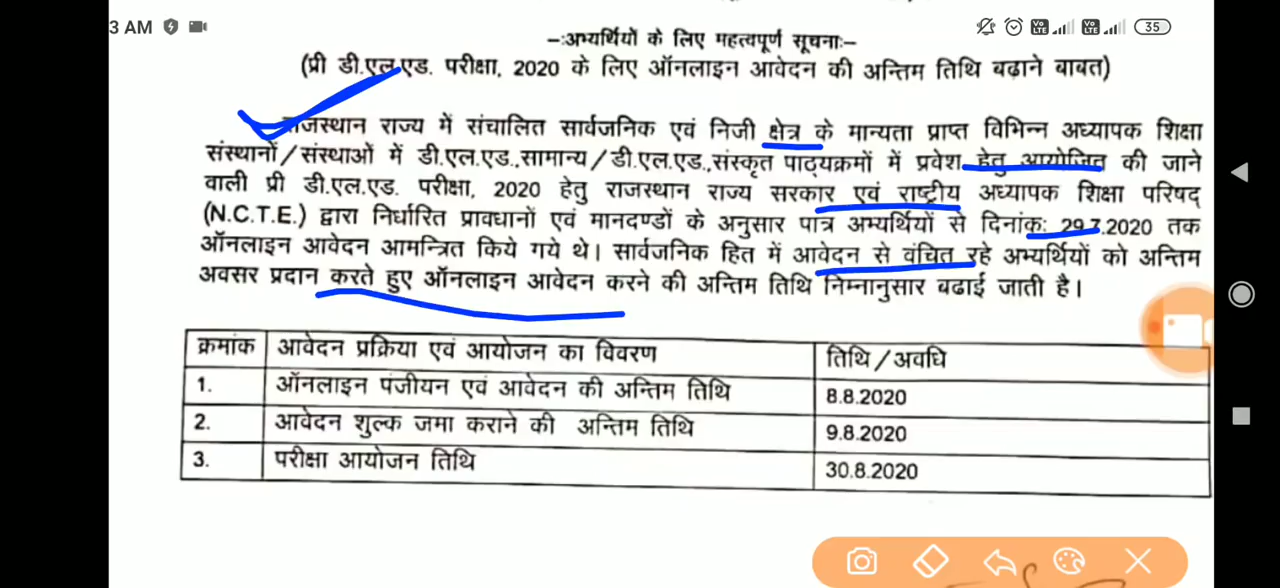 3 AM
35
-:अभ्यर्थियों के लिए महत्वपूर्ण सूचना:-
(प्री डी.एल.एड. परीक्षा, 2020 के लिए ऑनलाइन आवेदन की अन्तिम तिथि बढाने बाबत)
राजस्थान राज्य में संचालित सार्वजनिक एवं निजी क्षेत्र के मान्यता प्राप्त विभिन्न अध्यापक शिक्षा
संस्थानों/संस्थाओं में डी.एल.एड.,सामान्य/डी.एल.एड.,संस्कृत पाठ्यक्रमों में प्रवेश हेतु आयोजित की जाने
वाली प्री डी.एल.एड. परीक्षा, 2020 हेतु राजस्थान राज्य सरकार एवं राष्ट्रीय अध्यापक शिक्षा परिषद्
(N.C.T.E.) द्वारा निर्धारित प्रावधानों एवं मानदण्डों के अनुसार पात्र अभ्यर्थियों से दिनांक: 29.7.2020 तक
ऑनलाइन आवेदन आमन्त्रित किये गये थे। सार्वजनिक हित में आवेदन से वंचित रहे अभ्यर्थियों को अन्तिम
अवसर प्रदान करते हुए ऑनलाइन आवेदन करने की अन्तिम तिथि निम्नानुसार बढाई जाती है।
क्रमांक आवेदन प्रक्रिया एवं आयोजन का विवरण तिथि/अवधि
1. ऑनलाइन पंजीयन एवं आवेदन की अन्तिम तिथि 8.8.2020
2. आवेदन शुल्क जमा कराने की अन्तिम तिथि 9.8.2020
3. परीक्षा आयोजन तिथि 30.8.2020